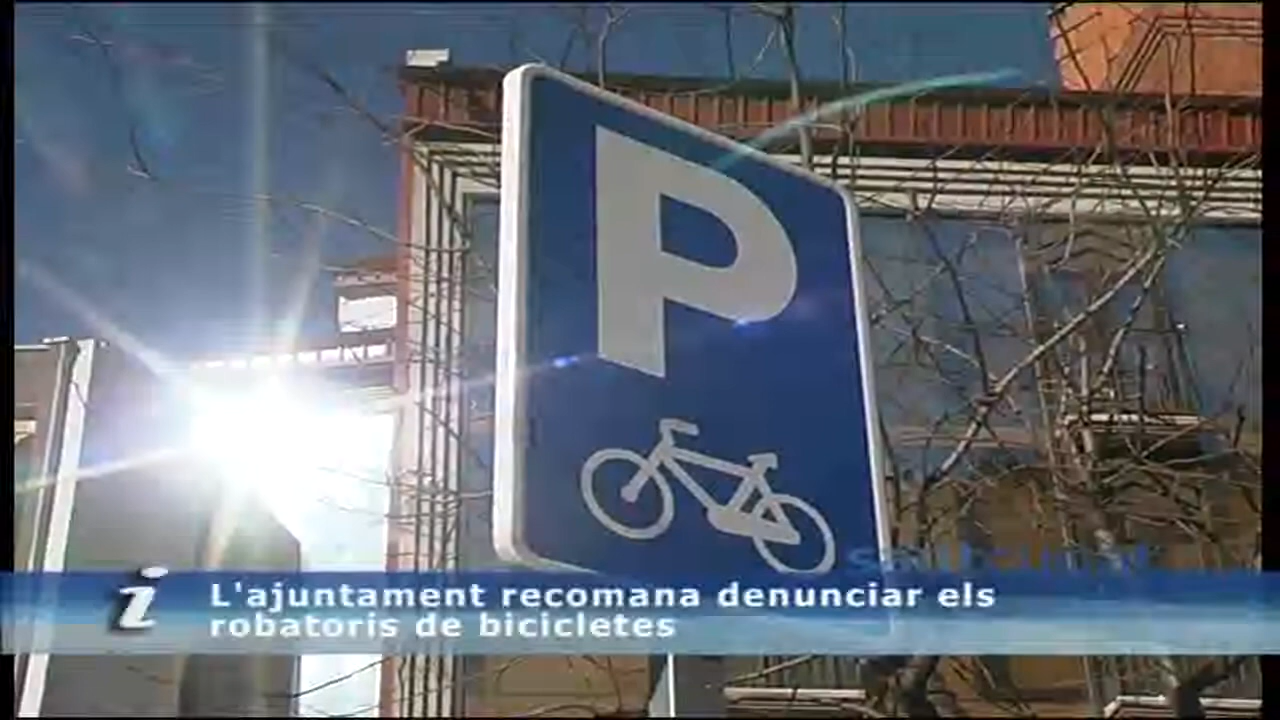 P
i L'ajuntament recomana denunciar els
robatoris de bicicletes